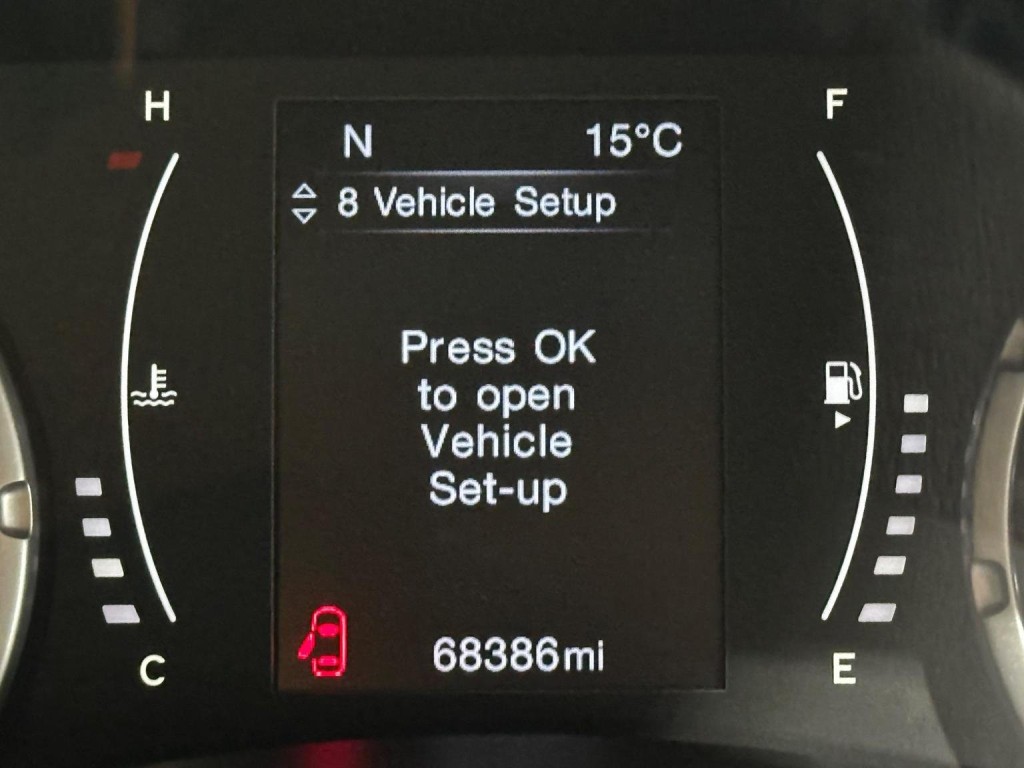 H
F
N 15°C
8 Vehicle Setup
Press OK
to open
Vehicle
Set-up
68386mi
C
E